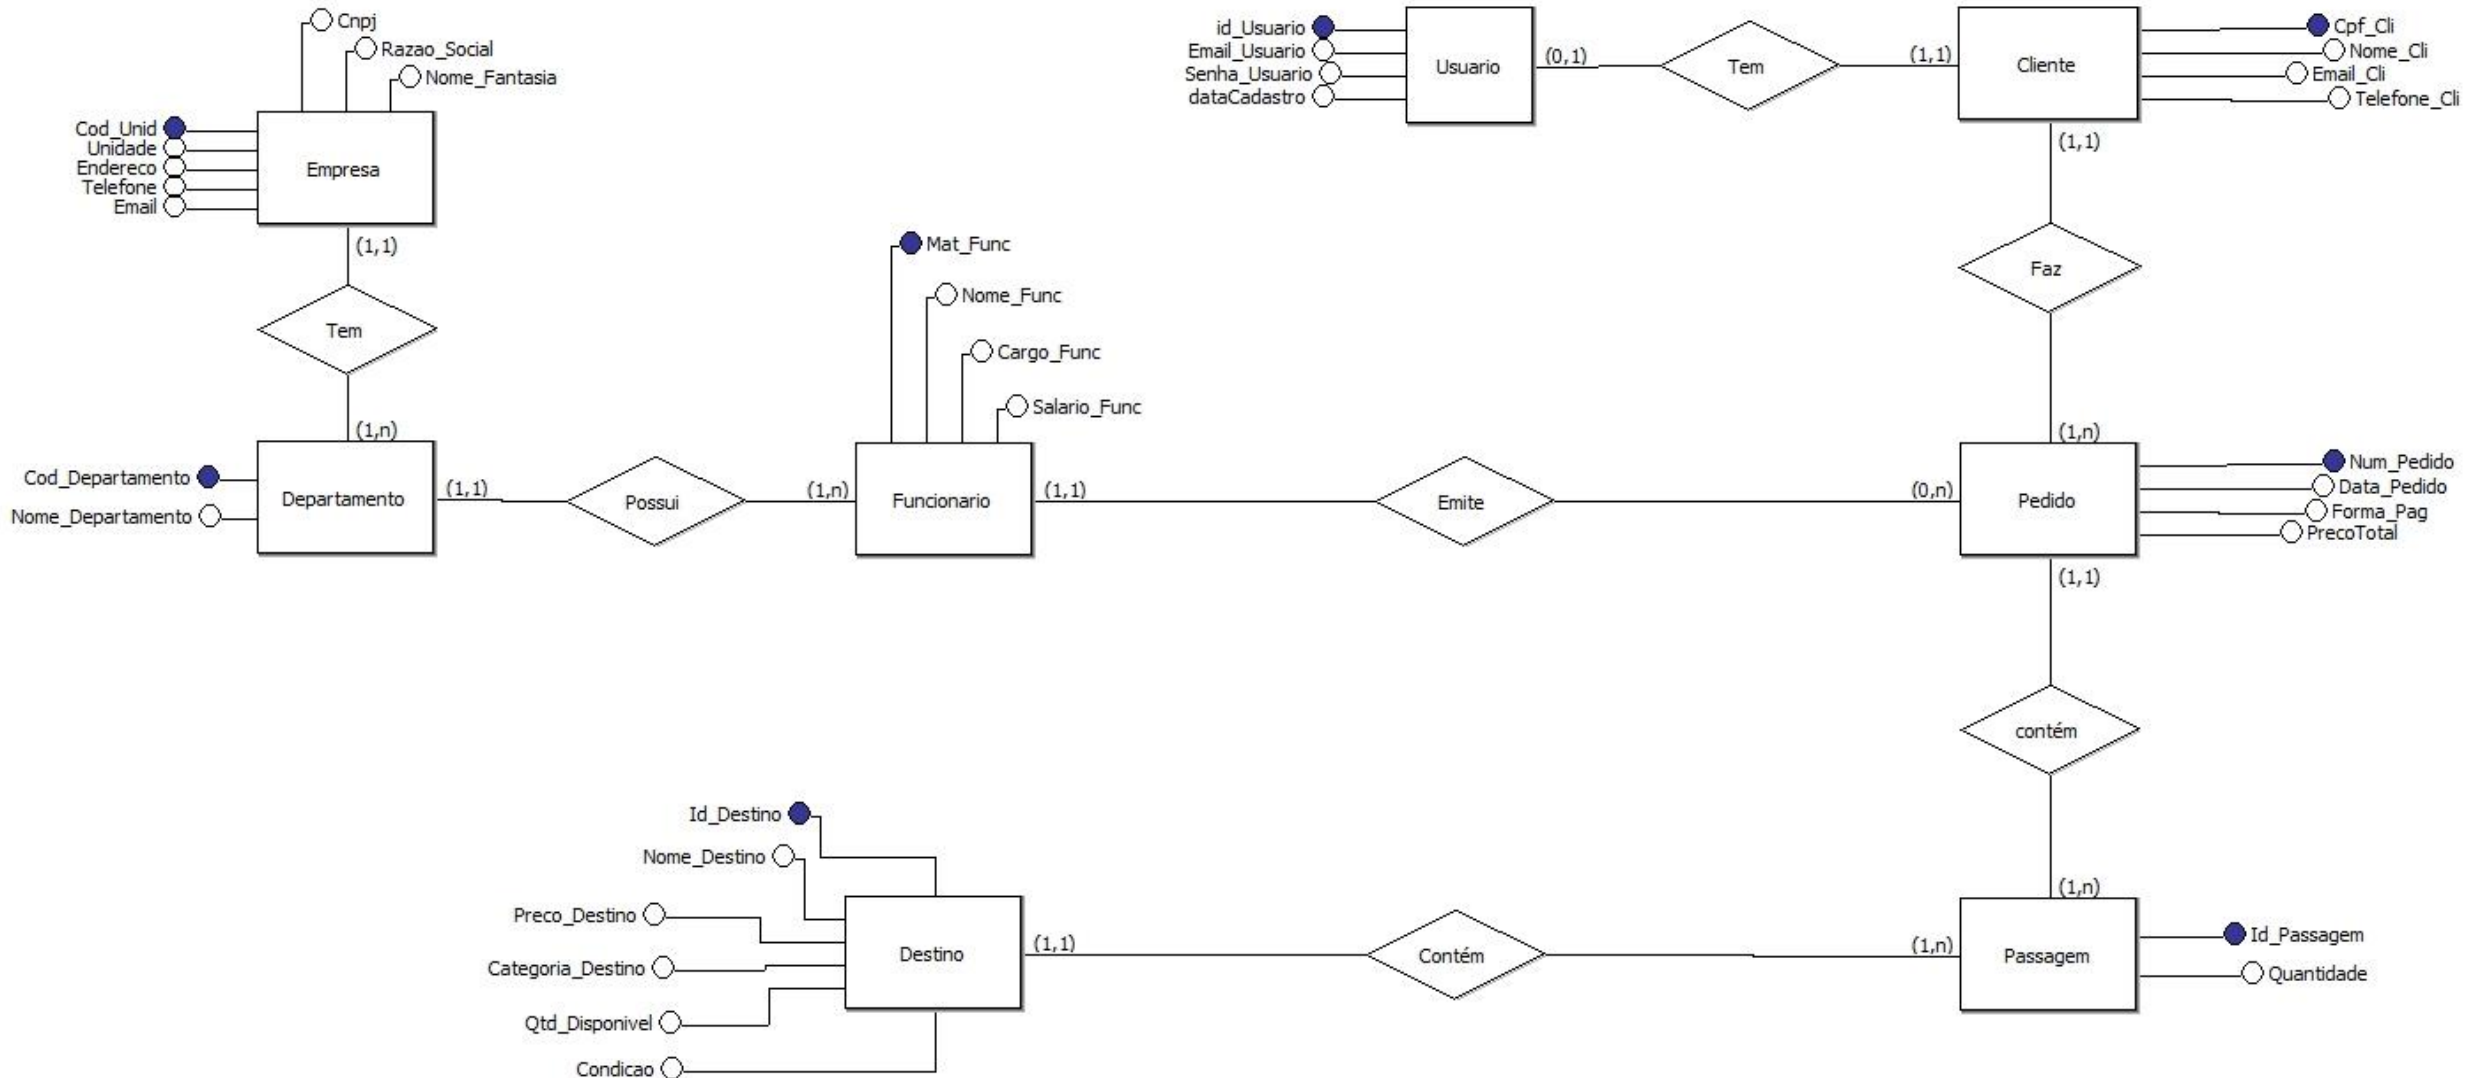 Cnpj
Razao_Social
Nome_Fantasia
Cod_Unid
Unidade
Endereco
Telefone
Email
Empresa
(1,1)
Tem
(1,n)
Cod_Departamento
Nome_Departamento
Departamento
(1,1)
Possui
(1,n)
Mat_Func
Nome_Func
Cargo_Func
Salario_Func
Funcionario
(1,1)
Emite
(0,n)
id_Usuario
Email_Usuario
Senha_Usuario
dataCadastro
Usuario
(0,1)
Tem
(1,1)
Cliente
Cpf_Cli
Nome_Cli
Email_Cli
Telefone_Cli
(1,1)
Faz
(1,n)
Pedido
Num_Pedido
Data_Pedido
Forma_Pag
PrecoTotal
(1,1)
contém
(1,n)
Id_Destino
Nome_Destino
Preco_Destino
Categoria_Destino
Qtd_Disponivel
Condicao
Destino
(1,1)
Contém
(1,n)
Passagem
Id_Passagem
Quantidade